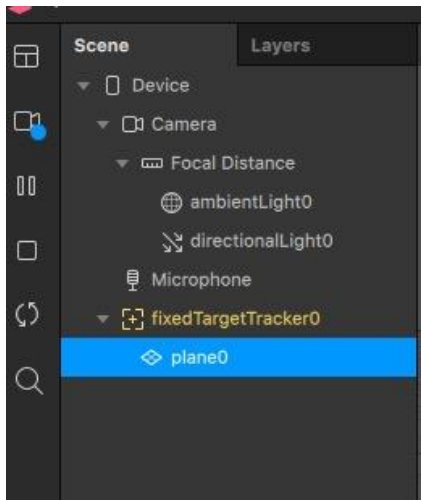 Scene Layers
Device
Camera
Focal Distance
ambientLight0
directionalLight0
Microphone
fixedTargetTracker0
plane0